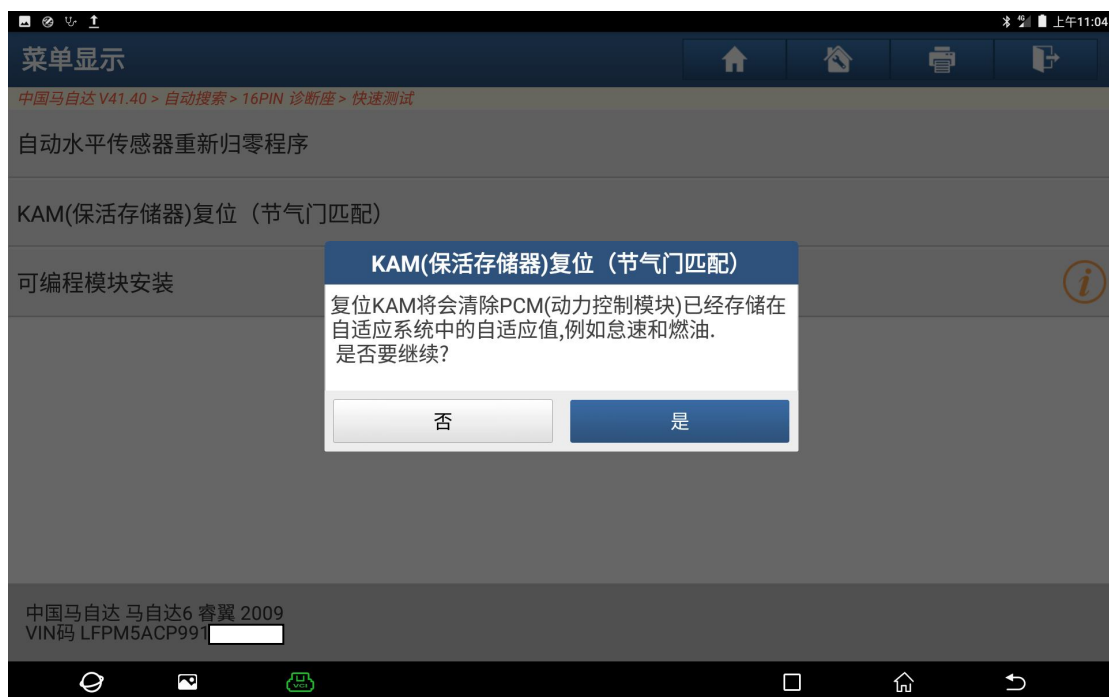 上午11:04
菜单显示
中国马自达 V41.40 > 自动搜索 > 16PIN 诊断座 > 快速测试
自动水平传感器重新归零程序
KAM(保活存储器)复位（节气门匹配）
可编程模块安装
KAM(保活存储器)复位（节气门匹配）
复位KAM将会清除PCM(动力控制模块)已经存储在
自适应系统中的自适应值,例如怠速和燃油.
是否要继续?
否
是
中国马自达 马自达6 睿翼 2009
VIN码 LFPM5ACP991
VCI